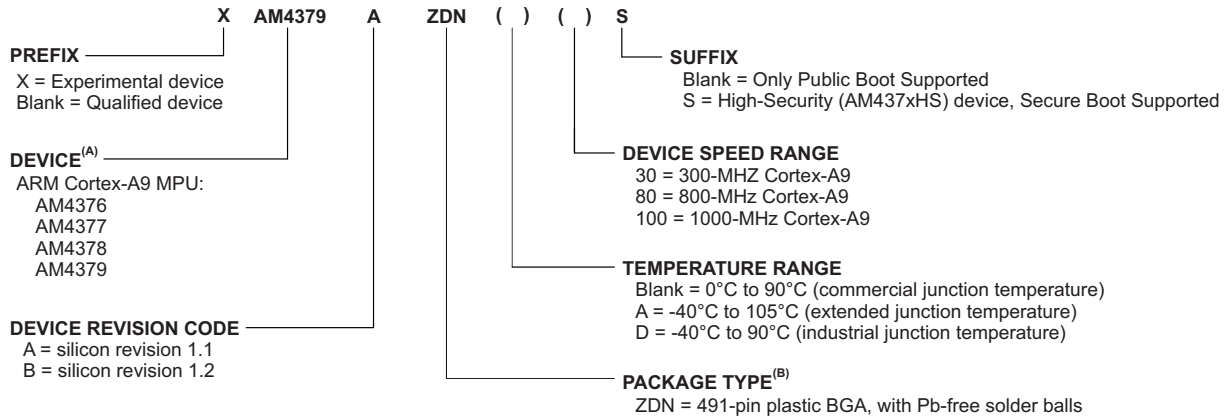 X AM4379 A ZDN ( ) ( ) S
PREFIX
X = Experimental device
Blank = Qualified device
DEVICE(A)
ARM Cortex-A9 MPU:
AM4376
AM4377
AM4378
AM4379
DEVICE REVISION CODE
A = silicon revision 1.1
B = silicon revision 1.2
SUFFIX
Blank = Only Public Boot Supported
S = High-Security (AM437xHS) device, Secure Boot Supported
DEVICE SPEED RANGE
30 = 300-MHZ Cortex-A9
80 = 800-MHz Cortex-A9
100 = 1000-MHz Cortex-A9
TEMPERATURE RANGE
Blank = 0°C to 90°C (commercial junction temperature)
A = -40°C to 105°C (extended junction temperature)
D = -40°C to 90°C (industrial junction temperature)
PACKAGE TYPE(B)
ZDN = 491-pin plastic BGA, with Pb-free solder balls